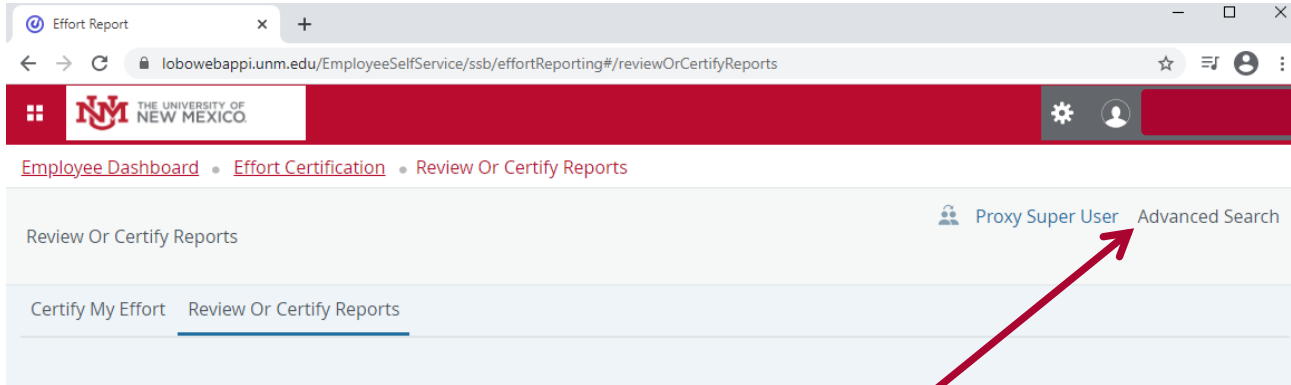 Effort Report
lobowebappi.unm.edu/EmployeeSelfService/ssb/effortReporting#/reviewOrCertifyReports
NM THE UNIVERSITY OF
NEW MEXICO.
Employee Dashboard • Effort Certification • Review Or Certify Reports
Proxy Super User Advanced Search
Review Or Certify Reports
Certify My Effort Review Or Certify Reports